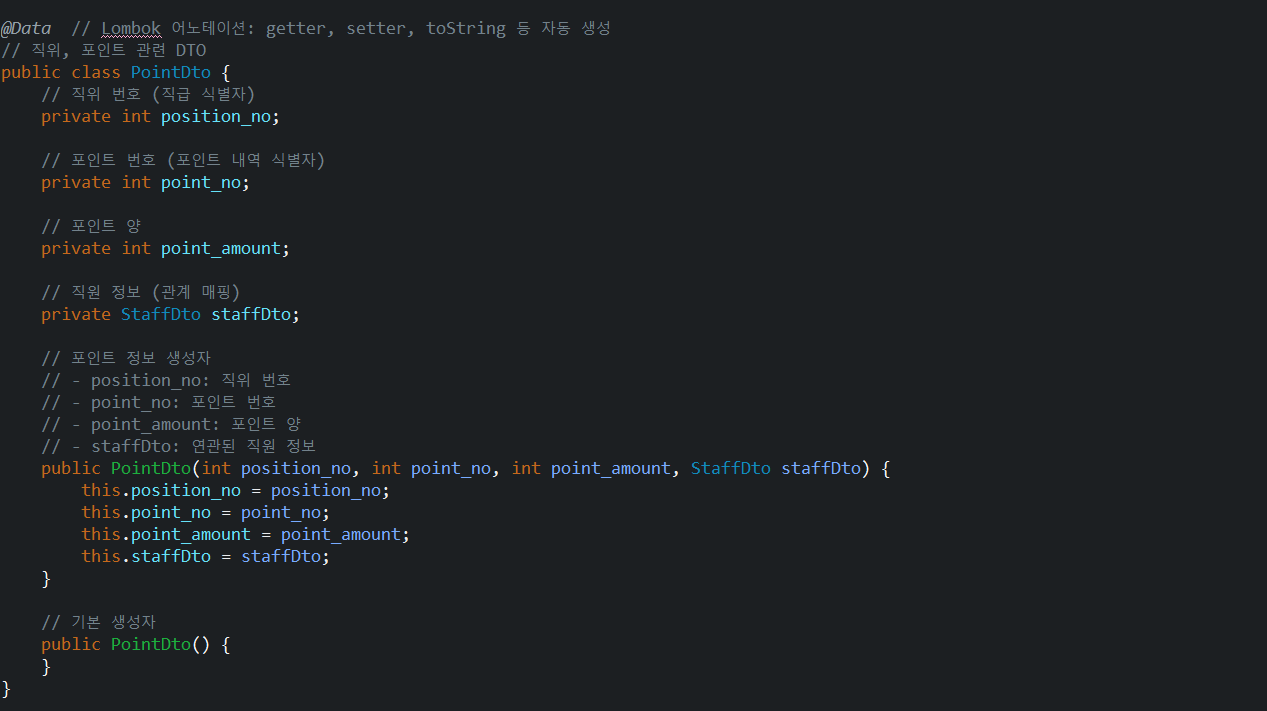 @Data  // Lombok 어노테이션: getter, setter, toString 등 자동 생성
// 직위, 포인트 관련 DTO
public class PointDto {
    // 직위 번호 (직급 식별자)
    private int position_no;

    // 포인트 번호 (포인트 내역 식별자)
    private int point_no;

    // 포인트 양
    private int point_amount;

    // 직원 정보 (관계 매핑)
    private StaffDto staffDto;

    // 포인트 정보 생성자
    // - position_no: 직위 번호
    // - point_no: 포인트 번호
    // - point_amount: 포인트 양
    // - staffDto: 연관된 직원 정보
    public PointDto(int position_no, int point_no, int point_amount, StaffDto staffDto) {
        this.position_no = position_no;
        this.point_no = point_no;
        this.point_amount = point_amount;
        this.staffDto = staffDto;
    }

    // 기본 생성자
    public PointDto() {
    }
}